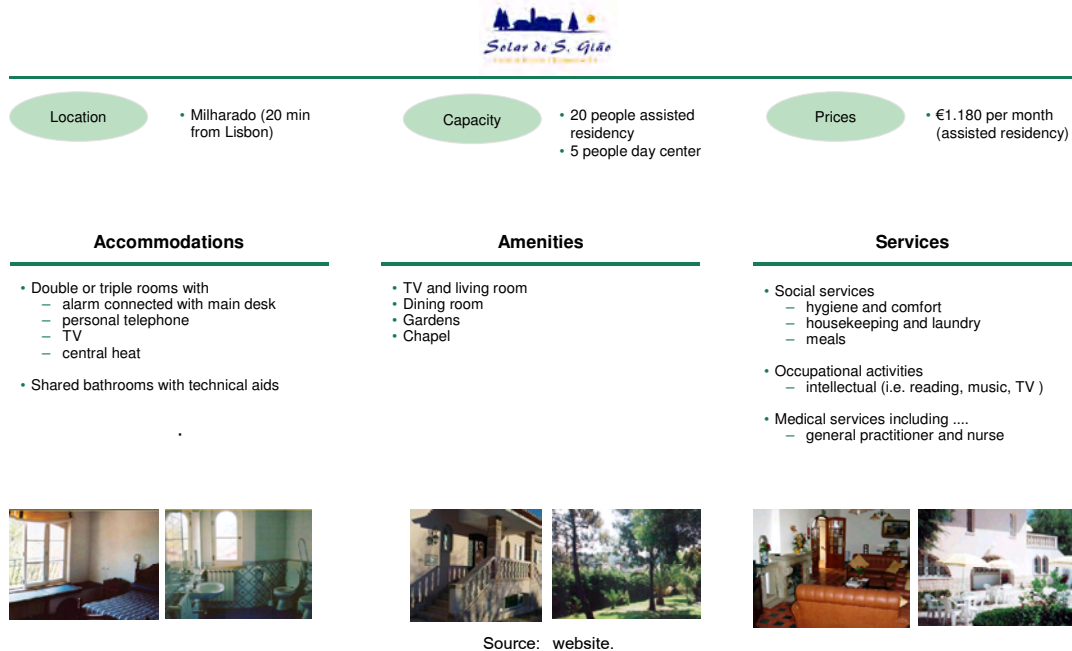 Solar de S. Gião
Location
• Milharado (20 min
from Lisbon)
Capacity
• 20 people assisted
residency
• 5 people day center
Prices
• €1.180 per month
(assisted residency)
Accommodations
• Double or triple rooms with
– alarm connected with main desk
– personal telephone
– TV
– central heat
• Shared bathrooms with technical aids
.
Amenities
• TV and living room
• Dining room
• Gardens
• Chapel
Services
• Social services
– hygiene and comfort
– housekeeping and laundry
– meals
• Occupational activities
– intellectual (i.e. reading, music, TV )
• Medical services including ....
– general practitioner and nurse
Source: website.